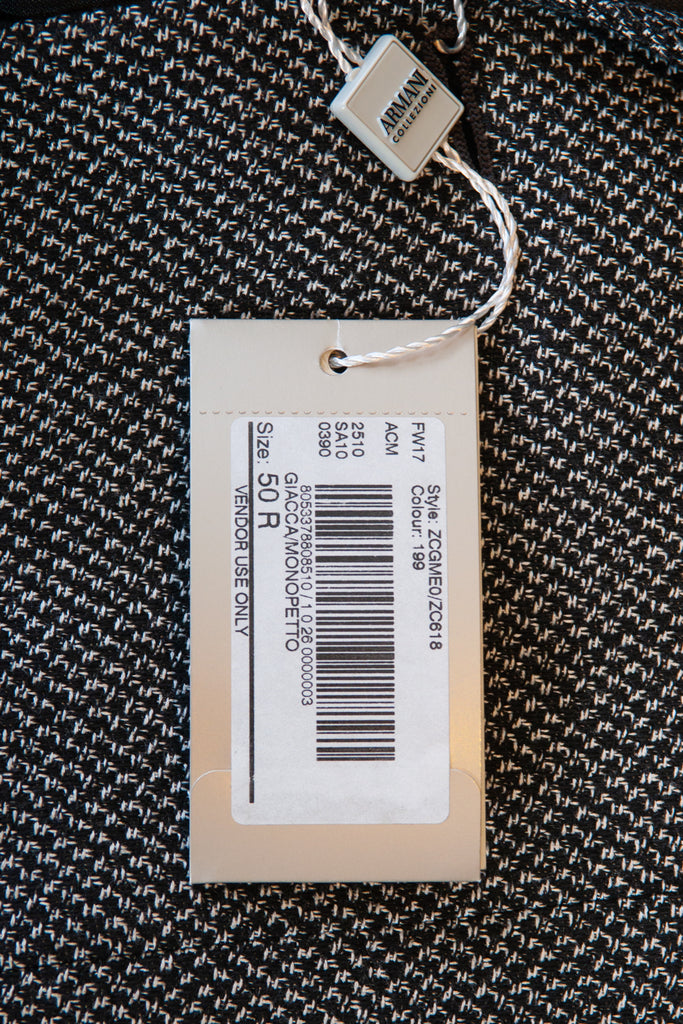 ARMANI
COLLEZIONI
FW17
Style: ZCGME0/ZC618
Colour: 199
ACM
2510
SA10
0390
8053378808510 / 1 0 26 0000003
GIACCA/MONOPETTO
Size: 50 R
VENDOR USE ONLY